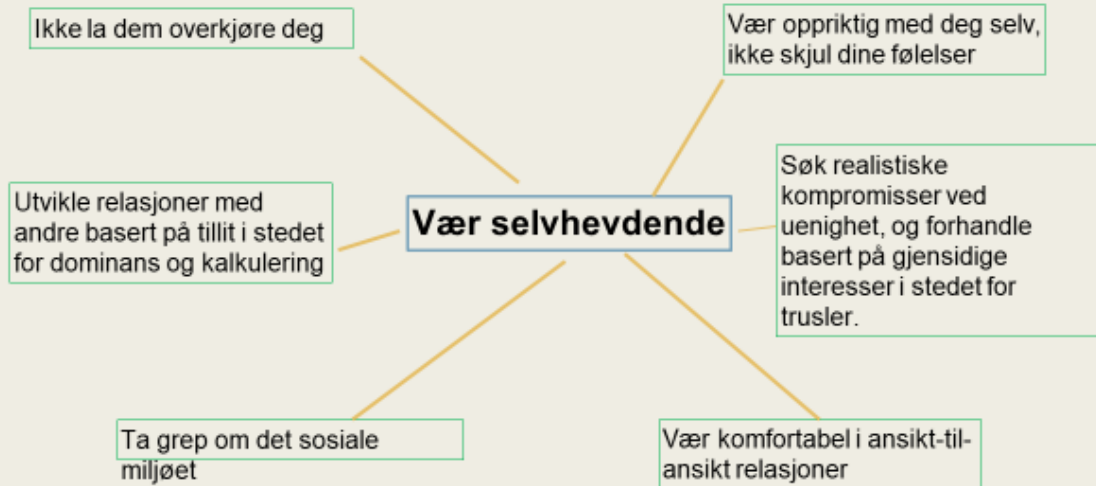 Ikke la dem overkjøre deg
Vær oppriktig med deg selv,
ikke skjul dine følelser
Utvikle relasjoner med
andre basert på tillit i stedet
for dominans og kalkulering
Vær selvhevdende
Søk realistiske
kompromisser ved
uenighet, og forhandle
basert på gjensidige
interesser i stedet for
trusler.
Ta grep om det sosiale
miljøet
Vær komfortabel i ansikt-til-
ansikt relasjoner